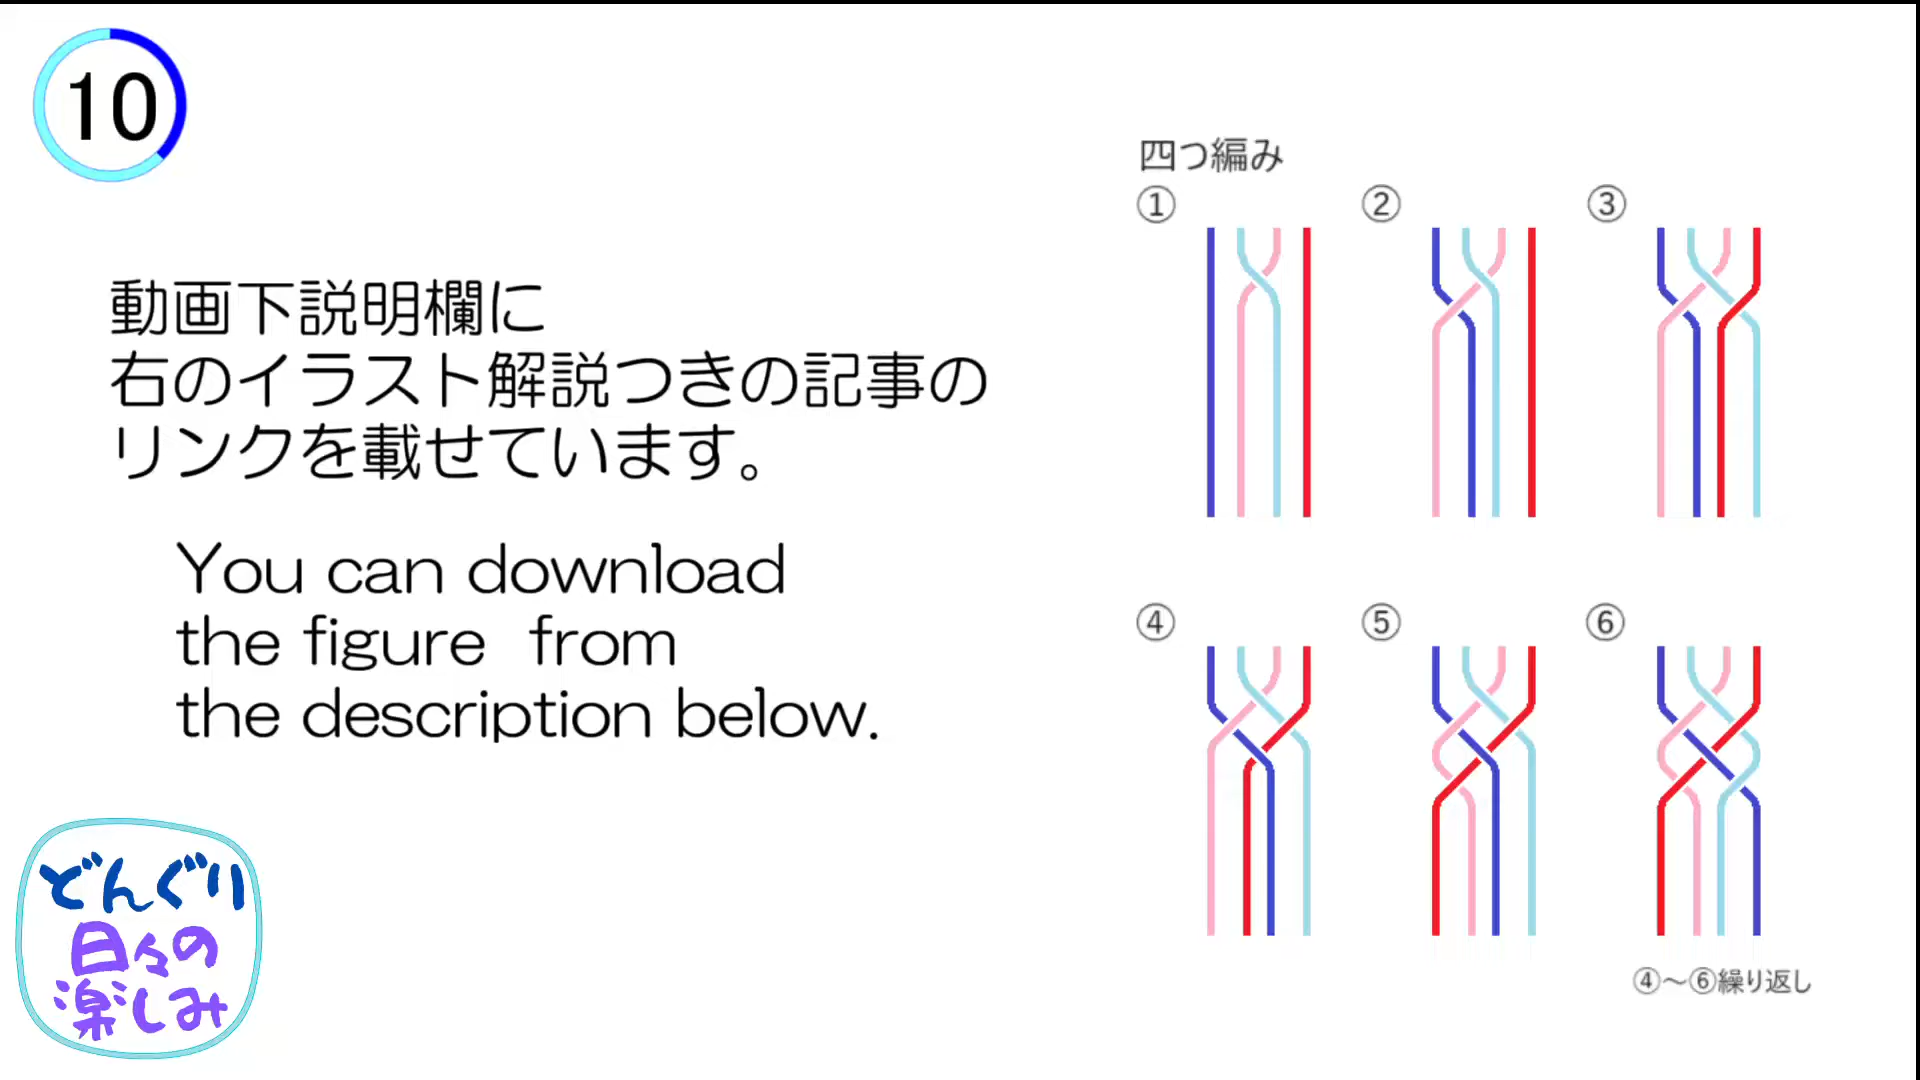 10
動画下説明欄に
右のイラスト解説つきの記事の
リンクを載せています。
You can download
the figure from
the description below.
どんぐり
日々の
楽しみ
四つ編み
① ② ③
④ ⑤ ⑥
④～⑥繰り返し